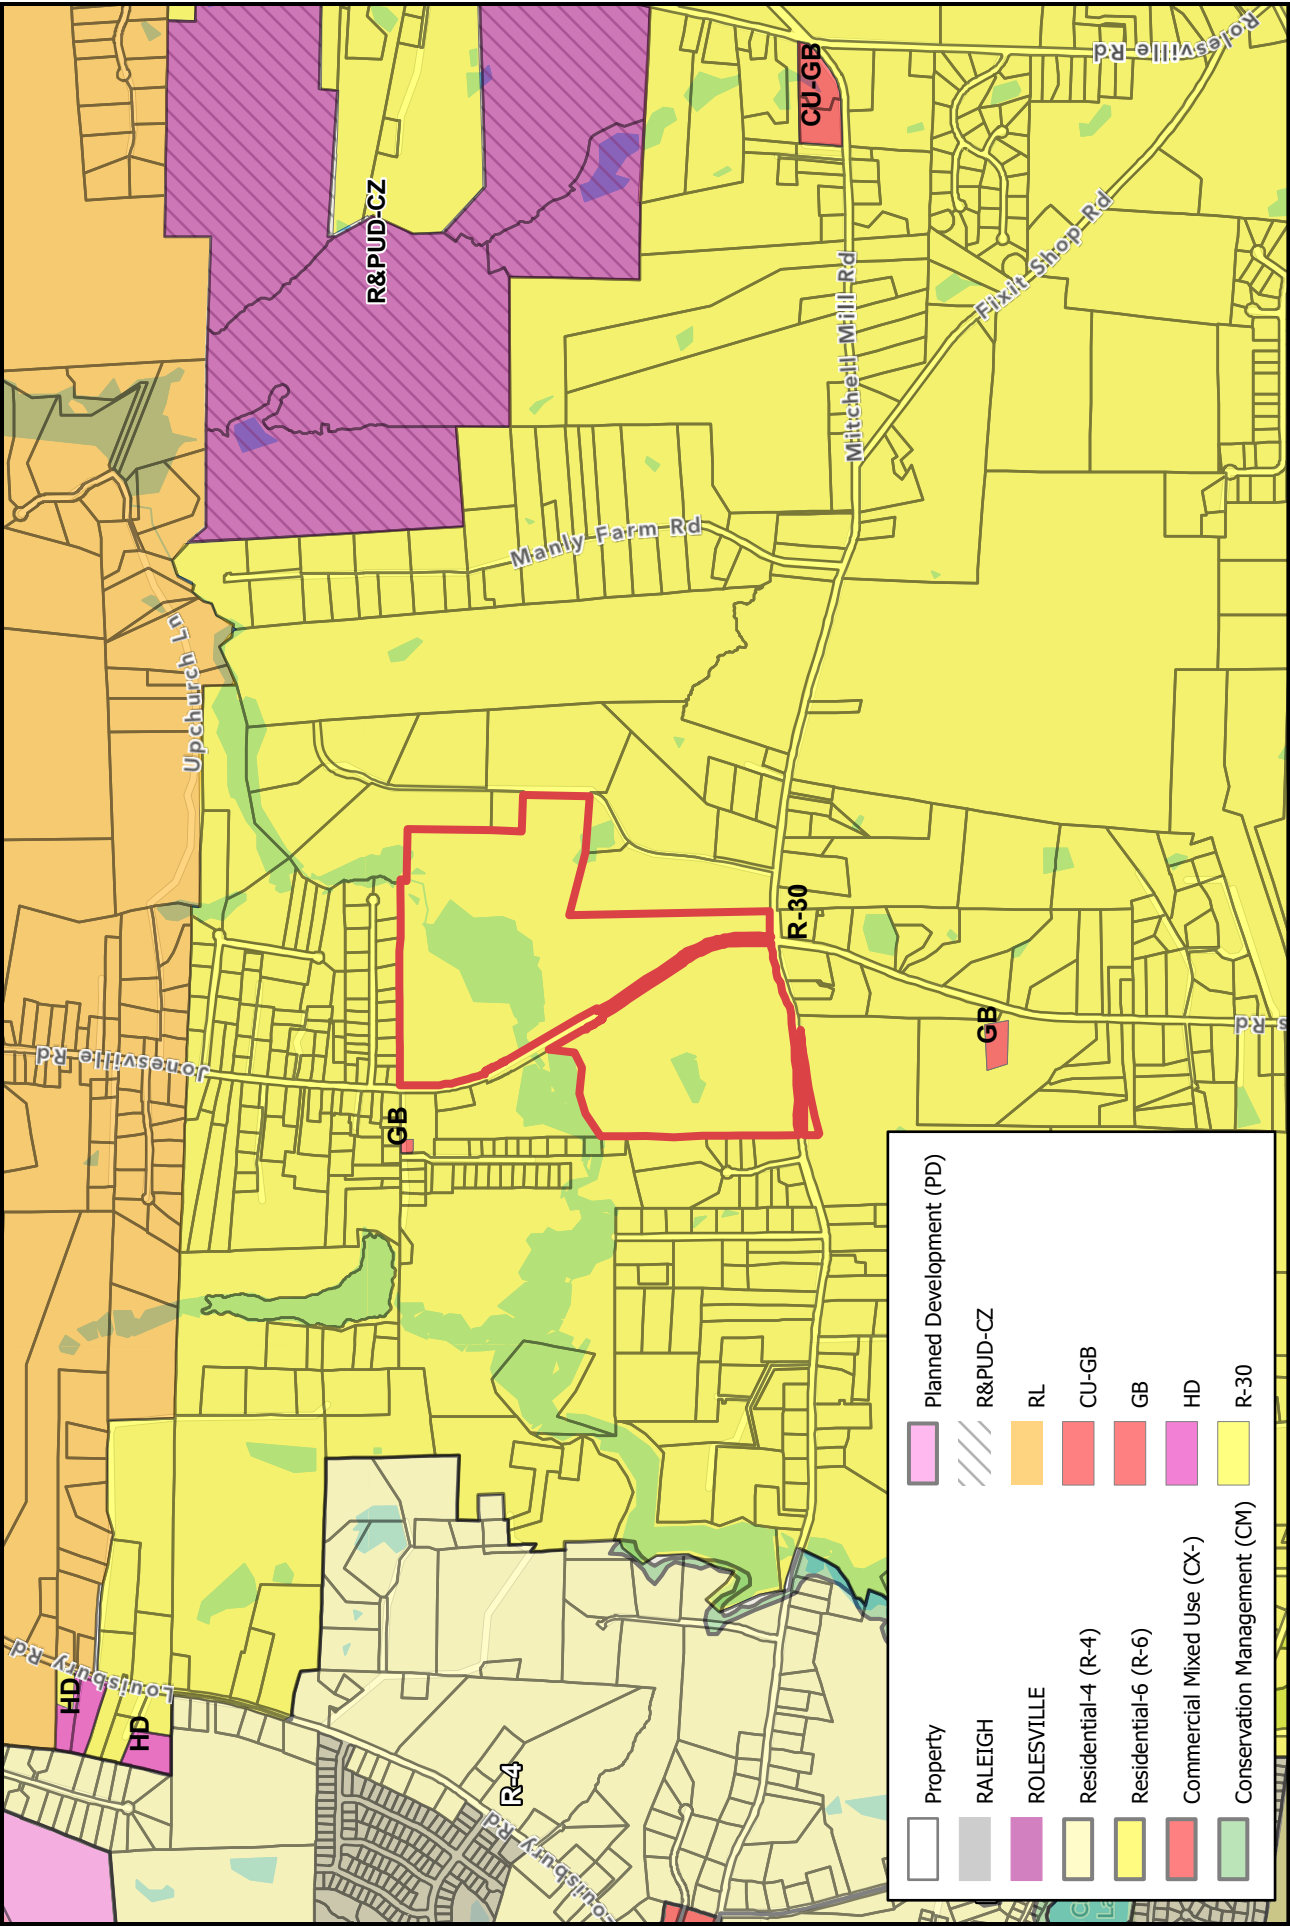 Rolesville Rd
CU-GB
R&PUD-CZ
Mitchell Mill Rd
Fixit Shop Rd
Manly Farm Rd
Upchurch Ln
R-30
Jonesville Rd
GB
GB
s Rd
Louisbury Rd
HD
HD
R-4
Louisbury Rd
Property
RALEIGH
ROLESVILLE
Residential-4 (R-4)
Residential-6 (R-6)
Commercial Mixed Use (CX-)
Conservation Management (CM)
Planned Development (PD)
R&PUD-CZ
RL
CU-GB
GB
HD
R-30